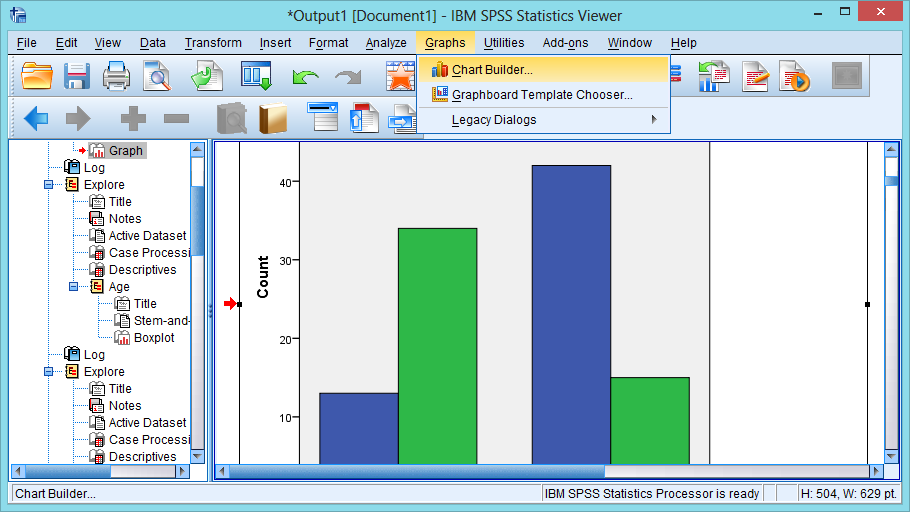 *Output1 [Document1] - IBM SPSS Statistics Viewer
File Edit View Data Transform Insert Format Analyze Graphs Utilities Add-ons Window Help
Chart Builder...
Graphboard Template Chooser...
Legacy Dialogs
Graph
Log
Explore
Title
Notes
Active Dataset
Case Processi
Descriptives
Age
Title
Stem-and-
Boxplot
Log
Explore
Title
Notes
Active Dataset
Case Processi
Descriptives
Count
40
30
20
10
Chart Builder...
IBM SPSS Statistics Processor is ready
H: 504, W: 629 pt.